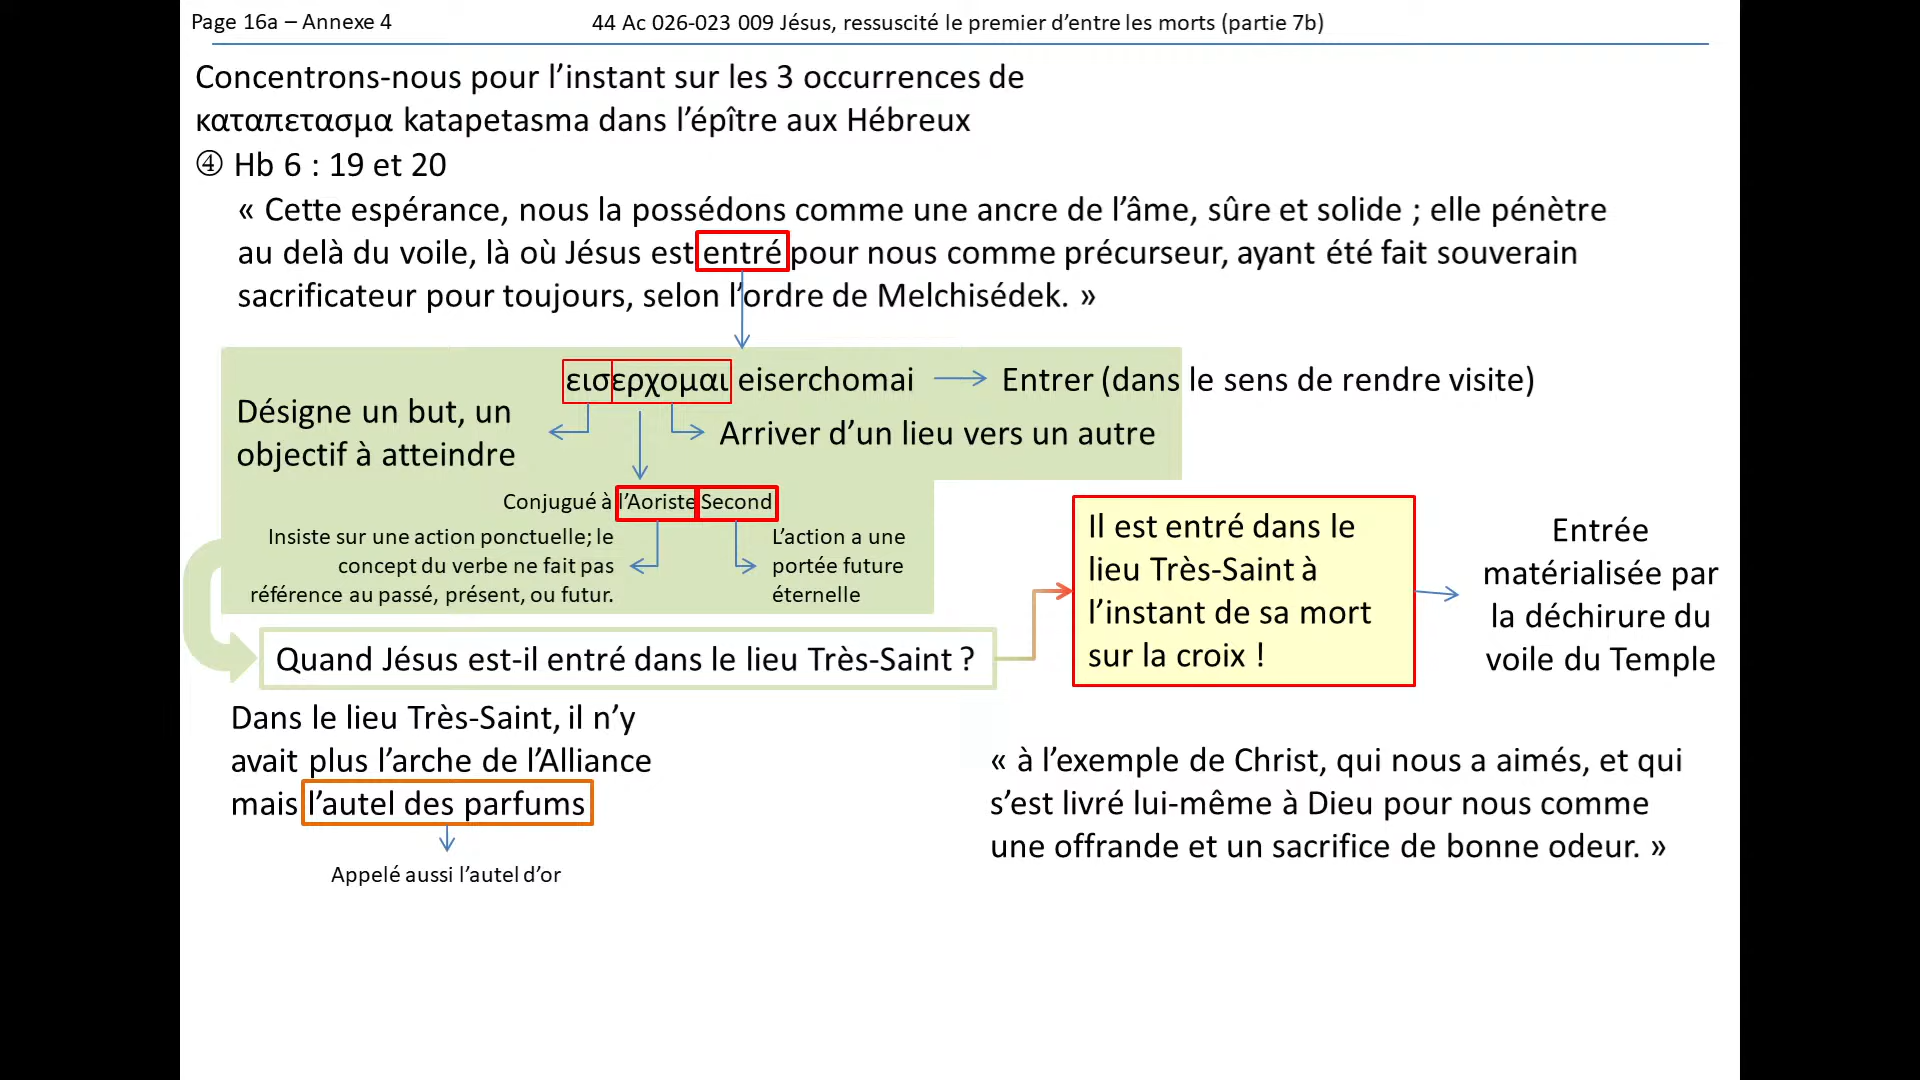 Page 16a – Annexe 4
44 Ac 026-023 009 Jésus, ressuscité le premier d’entre les morts (partie 7b)
Concentrons-nous pour l’instant sur les 3 occurrences de
καταπετασμα katapetasma dans l’épître aux Hébreux
④ Hb 6 : 19 et 20
« Cette espérance, nous la possédons comme une ancre de l’âme, sûre et solide ; elle pénètre
au delà du voile, là où Jésus est entré pour nous comme précurseur, ayant été fait souverain
sacrificateur pour toujours, selon l’ordre de Melchisédek. »
εισερχομαι eiserchomai
Entrer (dans le sens de rendre visite)
Désigne un but, un
objectif à atteindre
Arriver d’un lieu vers un autre
Conjugué à l’Aoriste Second
Insiste sur une action ponctuelle; le
concept du verbe ne fait pas
référence au passé, présent, ou futur.
L’action a une
portée future
éternelle
Quand Jésus est-il entré dans le lieu Très-Saint ?
Il est entré dans le
lieu Très-Saint à
l’instant de sa mort
sur la croix !
Entrée
matérialisée par
la déchirure du
voile du Temple
Dans le lieu Très-Saint, il n’y
avait plus l’arche de l’Alliance
mais l’autel des parfums
Appelé aussi l’autel d’or
« à l’exemple de Christ, qui nous a aimés, et qui
s’est livré lui-même à Dieu pour nous comme
une offrande et un sacrifice de bonne odeur. »